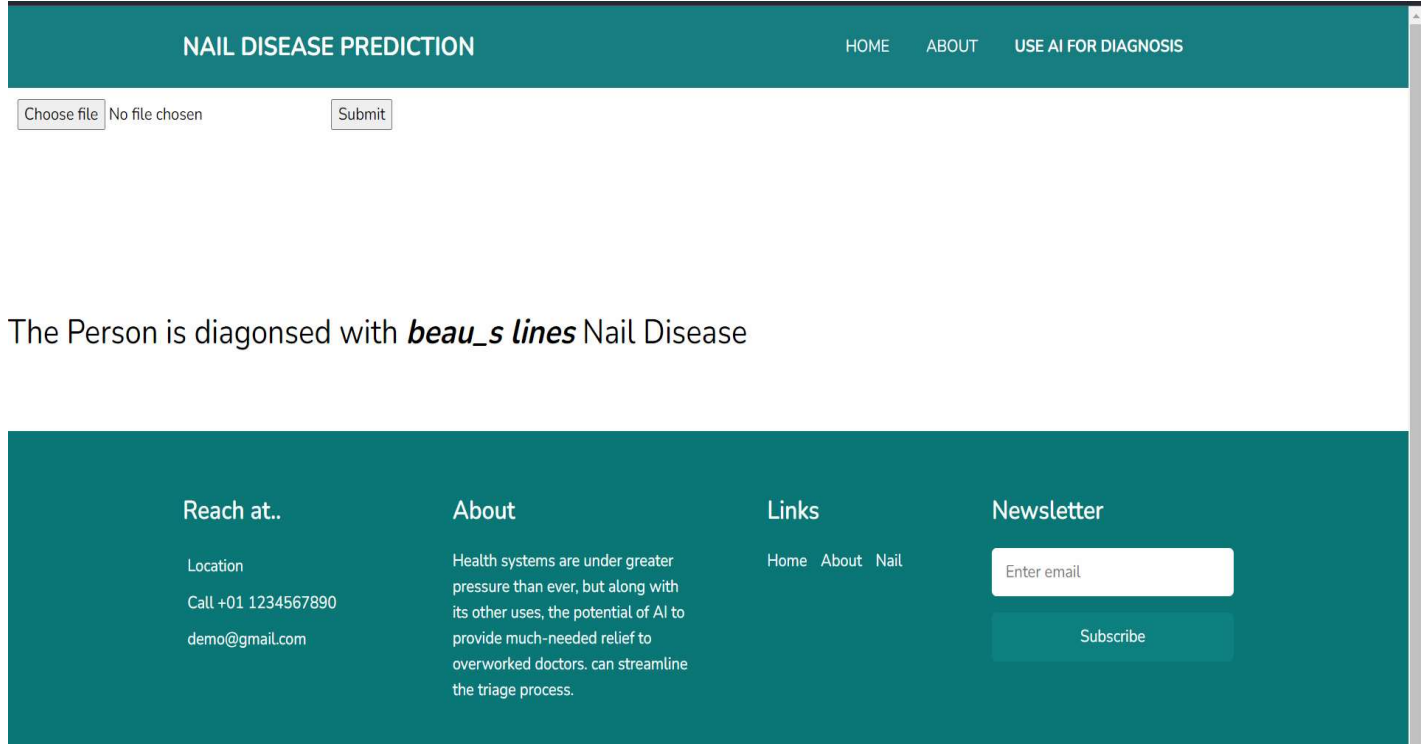 NAIL DISEASE PREDICTION
HOME ABOUT USE AI FOR DIAGNOSIS
Choose file No file chosen Submit
The Person is diagonsed with beau_s lines Nail Disease
Reach at..
Location
Call +01 1234567890
demo@gmail.com
About
Health systems are under greater
pressure than ever, but along with
its other uses, the potential of AI to
provide much-needed relief to
overworked doctors. can streamline
the triage process.
Links
Home About Nail
Newsletter
Enter email
Subscribe